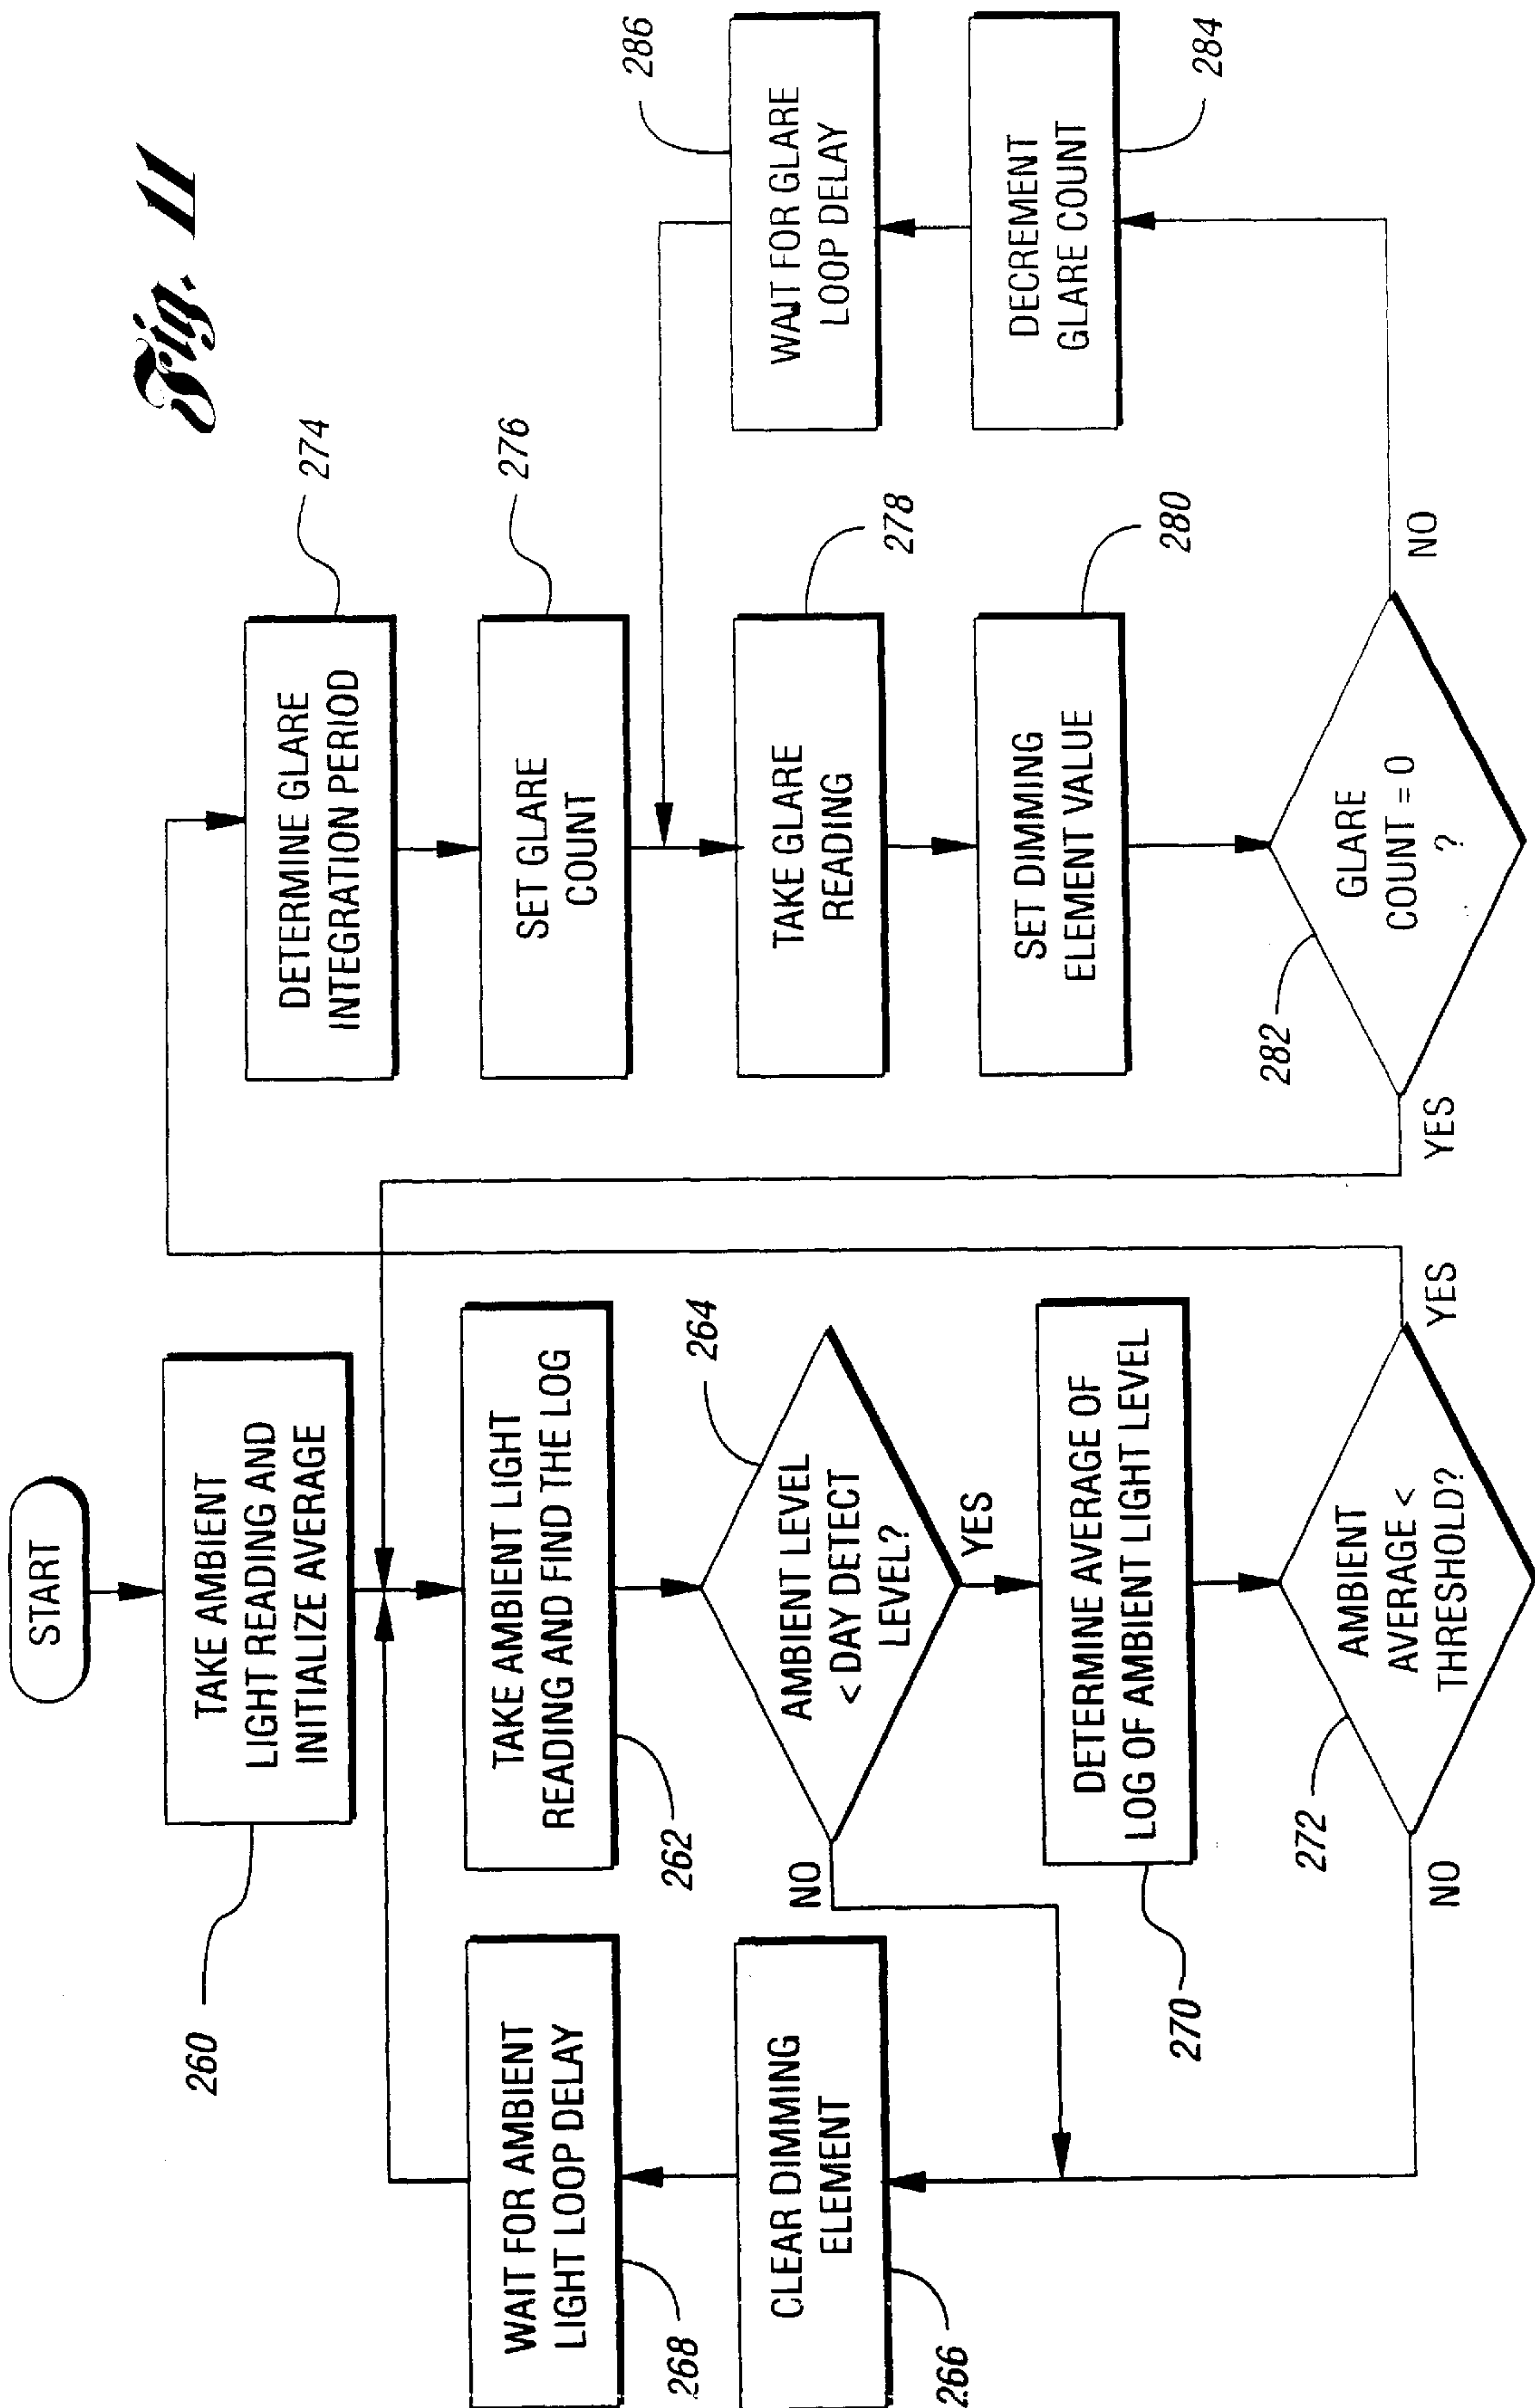 Fig. 11
START
TAKE AMBIENT
LIGHT READING AND
INITIALIZE AVERAGE
260
TAKE AMBIENT LIGHT
READING AND FIND THE LOG
262
AMBIENT LEVEL
< DAY DETECT
LEVEL?
264
NO
YES
WAIT FOR AMBIENT
LIGHT LOOP DELAY
268
CLEAR DIMMING
ELEMENT
266
DETERMINE AVERAGE OF
LOG OF AMBIENT LIGHT LEVEL
270
AMBIENT
AVERAGE <
THRESHOLD?
272
NO
YES
DETERMINE GLARE
INTEGRATION PERIOD
274
SET GLARE
COUNT
276
TAKE GLARE
READING
278
SET DIMMING
ELEMENT VALUE
280
GLARE
COUNT = 0
?
282
YES
NO
WAIT FOR GLARE
LOOP DELAY
286
DECREMENT
GLARE COUNT
284